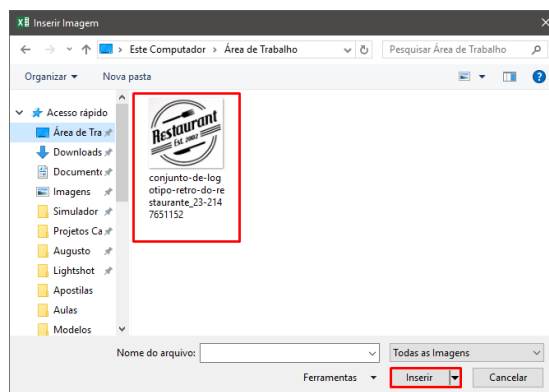 Inserir Imagem
Este Computador > Área de Trabalho
Pesquisar Área de Trabalho
Organizar
Nova pasta
Acesso rápido
Área de Tra
Downloads
Document
Imagens
Simulador
Projetos Ca
Augusto
Lightshot
Apostilas
Aulas
Modelos
Restaurant
Est. 2002
conjunto-de-log
otipo-retro-do-re
staurante_23-214
7651152
Nome do arquivo:
Todas as Imagens
Ferramentas
Inserir
Cancelar